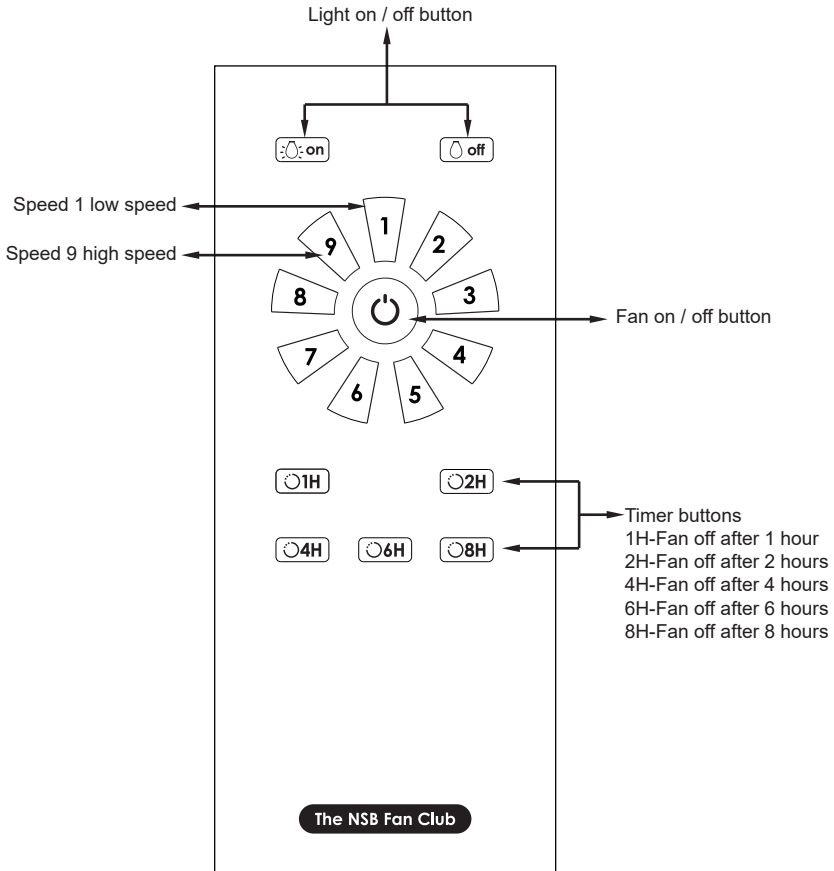 Light on / off button
on
off
Speed 1 low speed
Speed 9 high speed
1
2
3
4
5
6
7
8
9
Fan on / off button
1H
2H
4H
6H
8H
Timer buttons
1H-Fan off after 1 hour
2H-Fan off after 2 hours
4H-Fan off after 4 hours
6H-Fan off after 6 hours
8H-Fan off after 8 hours
The NSB Fan Club